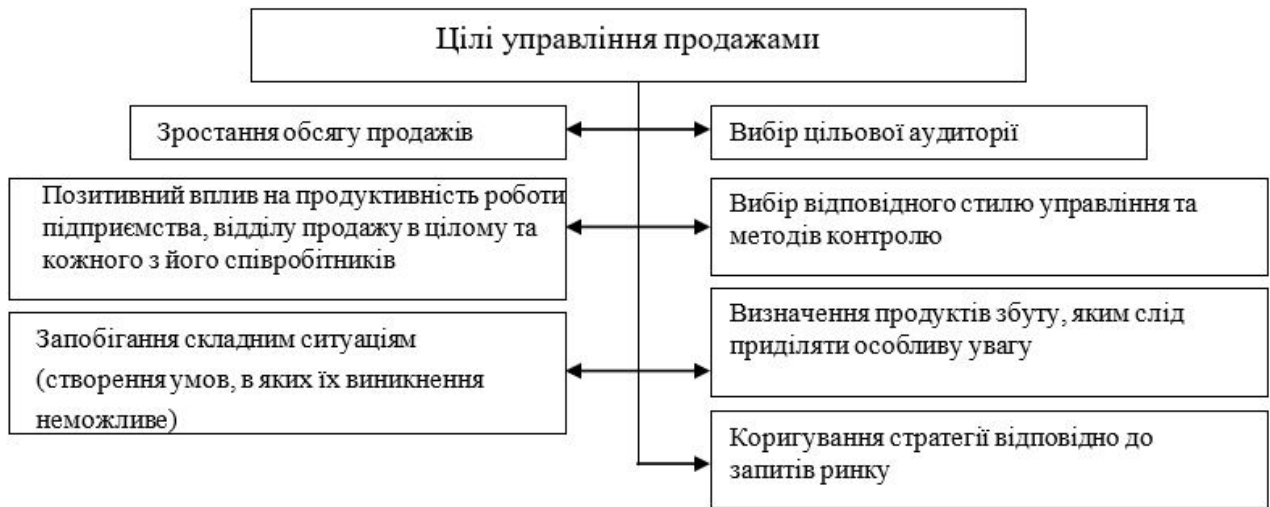 Цілі управління продажами
Зростання обсягу продажів
Вибір цільової аудиторії
Позитивний вплив на продуктивність роботи
підприємства, відділу продажу в цілому та
кожного з його співробітників
Вибір відповідного стилю управління та
методів контролю
Запобігання складним ситуаціям
(створення умов, в яких їх виникнення
неможливе)
Визначення продуктів збуту, яким слід
приділяти особливу увагу
Коригування стратегії відповідно до
запитів ринку